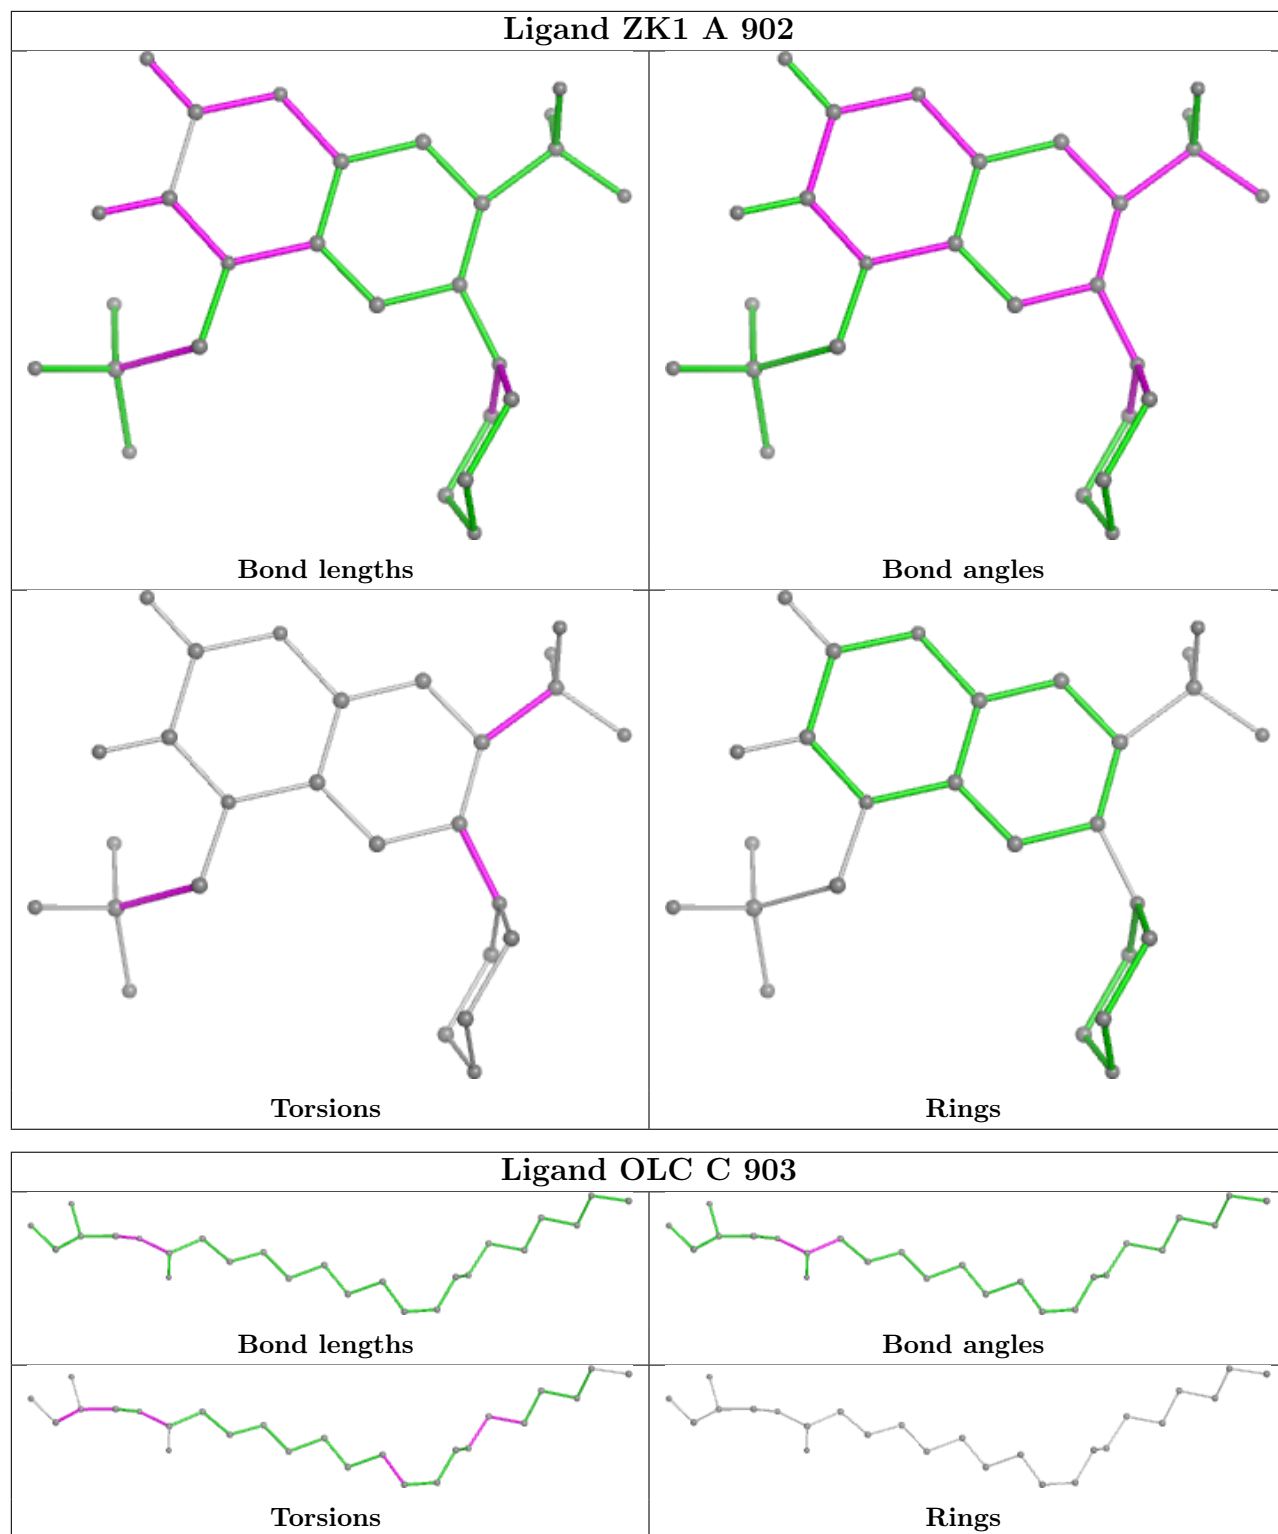 Ligand ZK1 A 902
Bond lengths
Bond angles
Torsions
Rings
Ligand OLC C 903
Bond lengths
Bond angles
Torsions
Rings